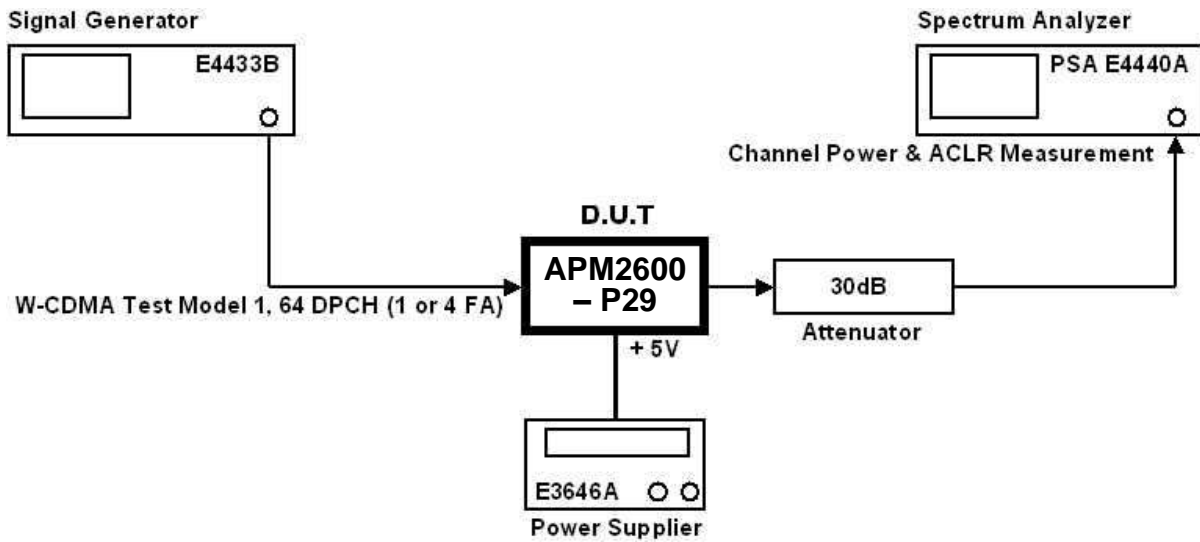 Signal Generator
E4433B
Spectrum Analyzer
PSA E4440A
Channel Power & ACLR Measurement
D.U.T
APM2600
– P29
W-CDMA Test Model 1, 64 DPCH (1 or 4 FA)
30dB
Attenuator
+ 5V
E3646A
Power Supplier